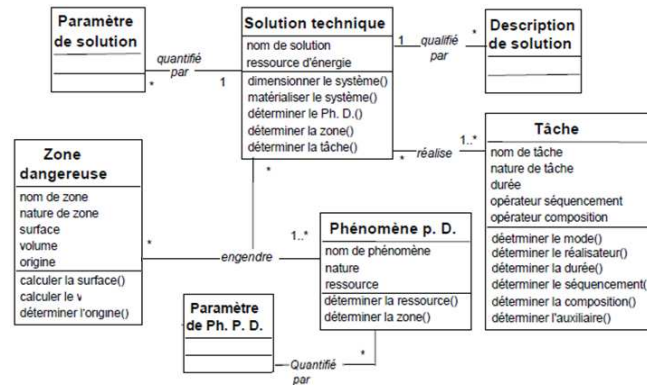 Paramètre
de solution
quantifié
par
*
1
Solution technique
nom de solution
ressource d'énergie
dimensionner le système()
matérialiser le système()
déterminer le Ph. D.()
déterminer la zone()
déterminer la tâche()
1
qualifié
par
*
Description
de solution
*
réalise
1..*
Tâche
nom de tâche
nature de tâche
durée
opérateur séquencement
opérateur composition
déetrminer le mode()
déterminer le réalisateur()
déterminer la durée()
déterminer le séquencement()
déterminer la composition()
déterminer l'auxiliaire()
Zone
dangereuse
nom de zone
nature de zone
surface
volume
origine
calculer la surface()
calculer le
déterminer l'origine()
*
*
engendre
1..*
Phénomène p. D.
nom de phénomène
nature
ressource
déterminer la ressource()
déterminer la zone()
Paramètre
de Ph. P. D.
*
Quantifié
par